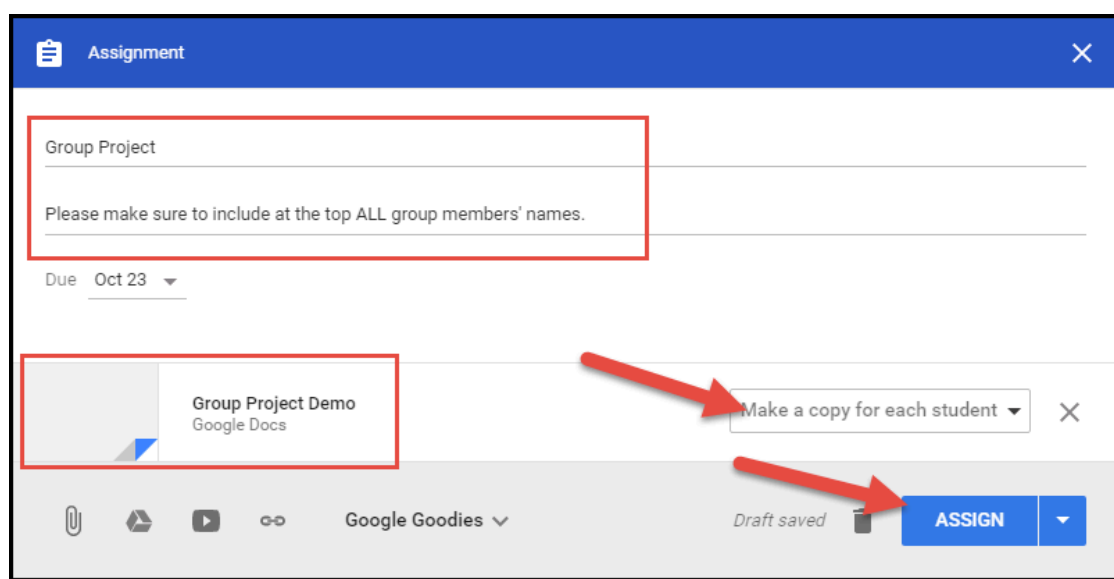 Assignment
Group Project
Please make sure to include at the top ALL group members' names.
Due Oct 23
Group Project Demo
Google Docs
Make a copy for each student
Google Goodies
Draft saved
ASSIGN